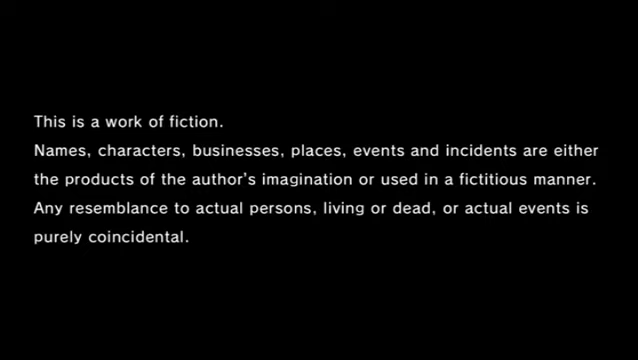 This is a work of fiction.
Names, characters, businesses, places, events and incidents are either
the products of the author's imagination or used in a fictitious manner.
Any resemblance to actual persons, living or dead, or actual events is
purely coincidental.